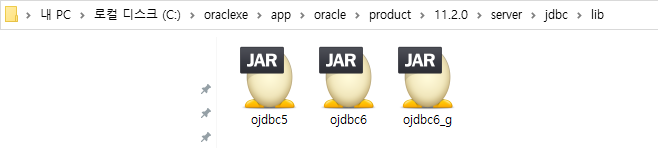 내 PC > 로컬 디스크 (C:) > oraclexe > app > oracle > product > 11.2.0 > server > jdbc > lib
JAR JAR JAR
ojdbc5 ojdbc6 ojdbc6_g